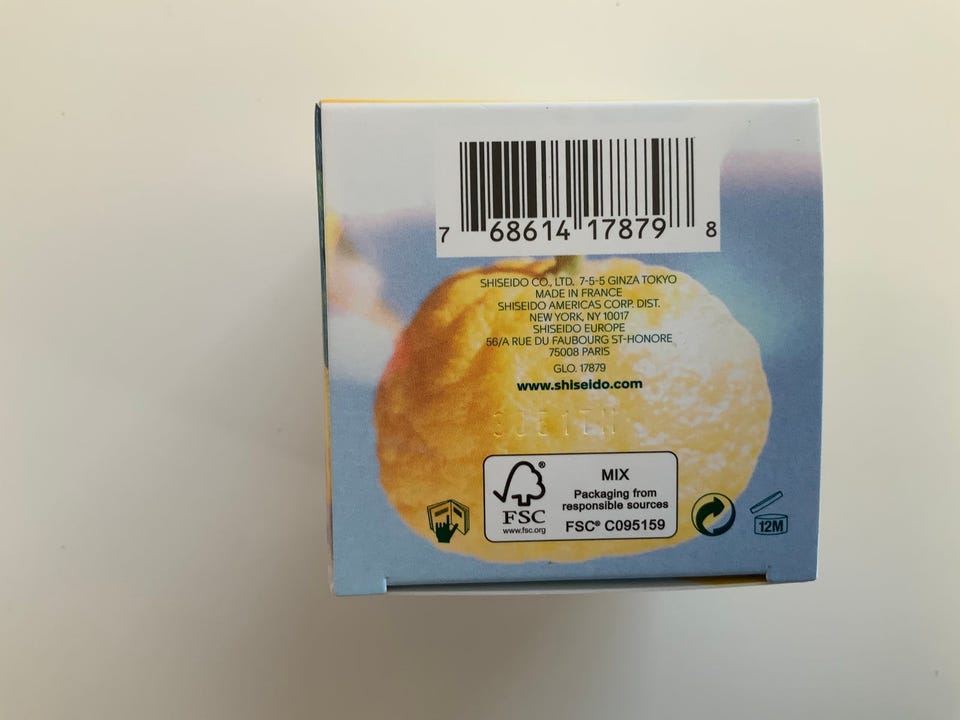 7 68614 17879 8
SHISEIDO CO., LTD. 7-5-5 GINZA TOKYO
MADE IN FRANCE
SHISEIDO AMERICAS CORP. DIST.
NEW YORK, NY 10017
SHISEIDO EUROPE
56/A RUE DU FAUBOURG ST-HONORE
75008 PARIS
GLO. 17879
www.shiseido.com
FSC®
www.fsc.org
MIX
Packaging from
responsible sources
FSC® C095159
12M